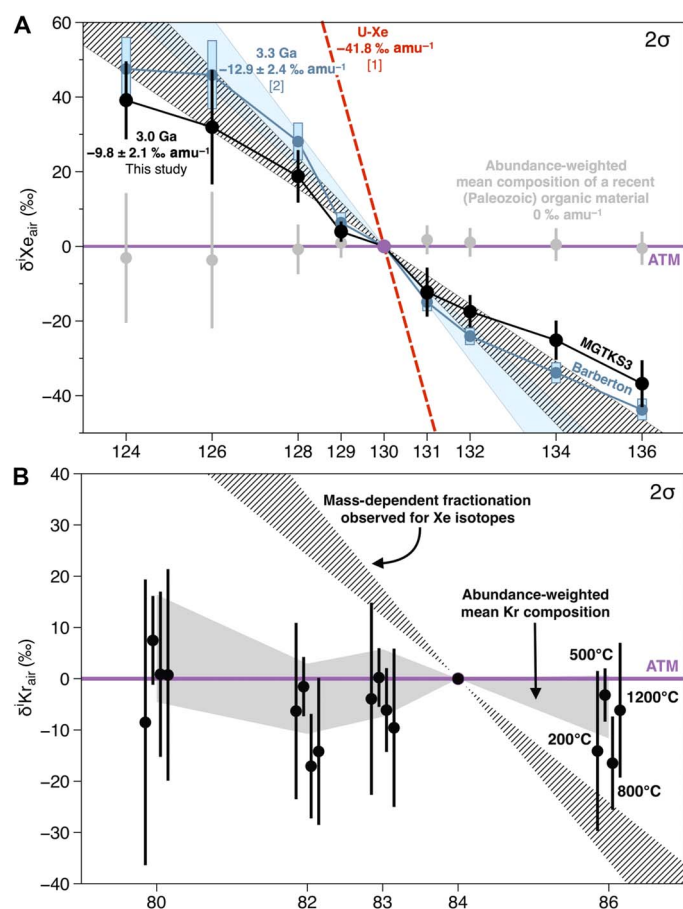 A
2σ
60
40
20
0
−20
−40
δⁱXeair (‰)
3.3 Ga
−12.9 ± 2.4 ‰ amu⁻¹
[2]
U-Xe
−41.8 ‰ amu⁻¹
[1]
3.0 Ga
−9.8 ± 2.1 ‰ amu⁻¹
This study
Abundance-weighted
mean composition of a recent
(Paleozoic) organic material
0 ‰ amu⁻¹
ATM
MGTKS3
Barberton
124 126 128 129 130 131 132 134 136
B
2σ
40
30
20
10
0
−10
−20
−30
−40
δⁱKrair (‰)
Mass-dependent fractionation
observed for Xe isotopes
Abundance-weighted
mean Kr composition
ATM
500°C
1200°C
200°C
800°C
80 82 83 84 86